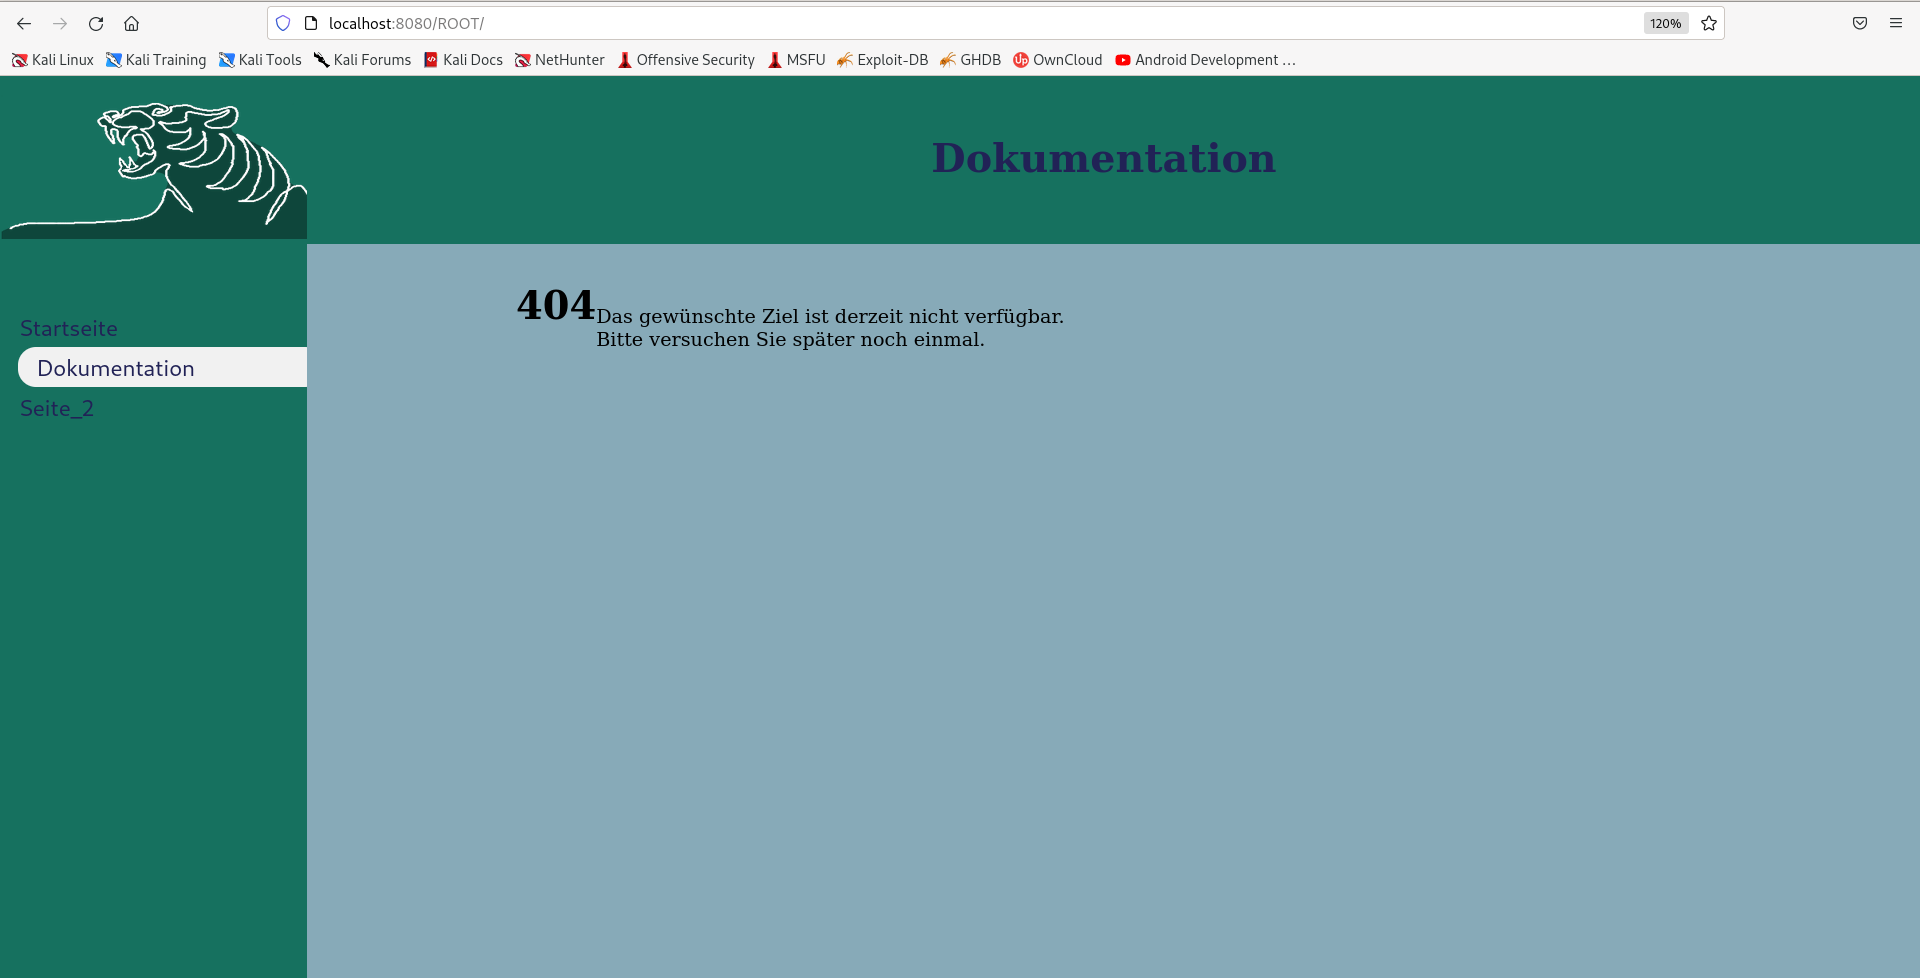 localhost:8080/ROOT/ 120%
Kali Linux Kali Training Kali Tools Kali Forums Kali Docs NetHunter Offensive Security MSFU Exploit-DB GHDB OwnCloud Android Development ...
Dokumentation
404
Das gewünschte Ziel ist derzeit nicht verfügbar.
Bitte versuchen Sie später noch einmal.
Startseite
Dokumentation
Seite_2